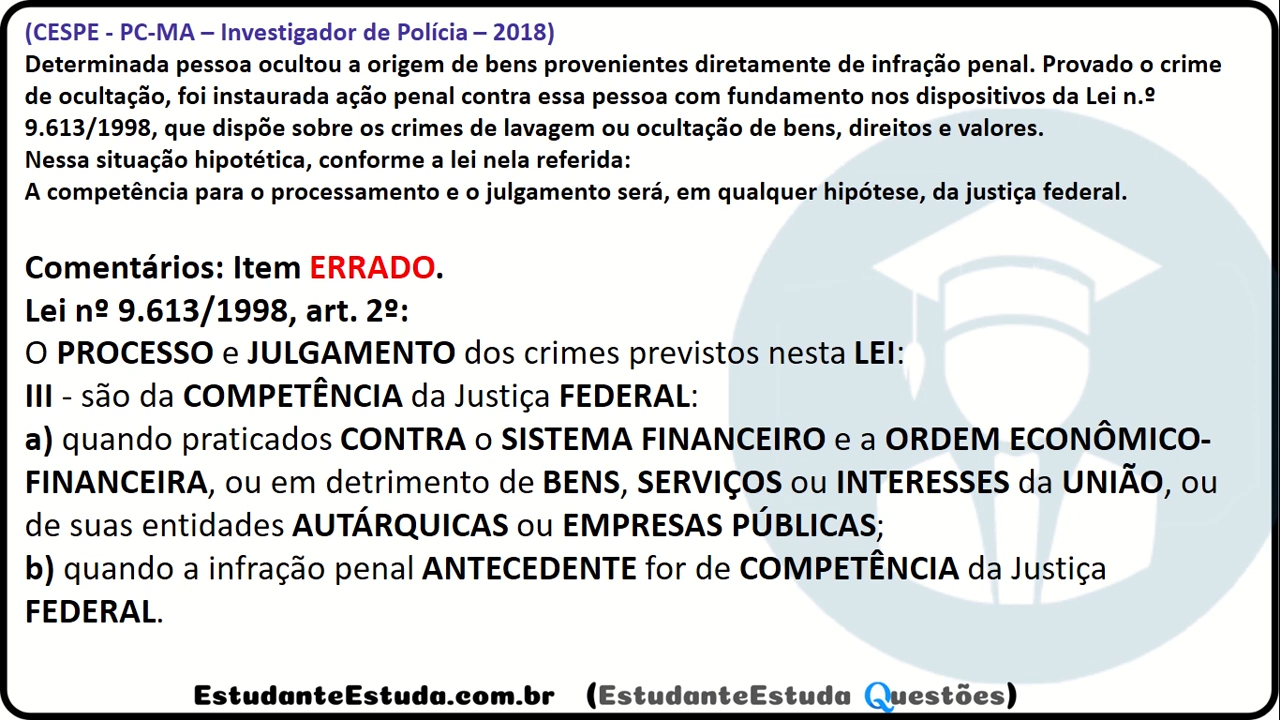 (CESPE - PC-MA – Investigador de Polícia – 2018)
Determinada pessoa ocultou a origem de bens provenientes diretamente de infração penal. Provado o crime
de ocultação, foi instaurada ação penal contra essa pessoa com fundamento nos dispositivos da Lei n.º
9.613/1998, que dispõe sobre os crimes de lavagem ou ocultação de bens, direitos e valores.
Nessa situação hipotética, conforme a lei nela referida:
A competência para o processamento e o julgamento será, em qualquer hipótese, da justiça federal.
Comentários: Item ERRADO.
Lei nº 9.613/1998, art. 2º:
O PROCESSO e JULGAMENTO dos crimes previstos nesta LEI:
III - são da COMPETÊNCIA da Justiça FEDERAL:
a) quando praticados CONTRA o SISTEMA FINANCEIRO e a ORDEM ECONÔMICO-
FINANCEIRA, ou em detrimento de BENS, SERVIÇOS ou INTERESSES da UNIÃO, ou
de suas entidades AUTÁRQUICAS ou EMPRESAS PÚBLICAS;
b) quando a infração penal ANTECEDENTE for de COMPETÊNCIA da Justiça
FEDERAL.
EstudanteEstuda.com.br (EstudanteEstuda Questões)